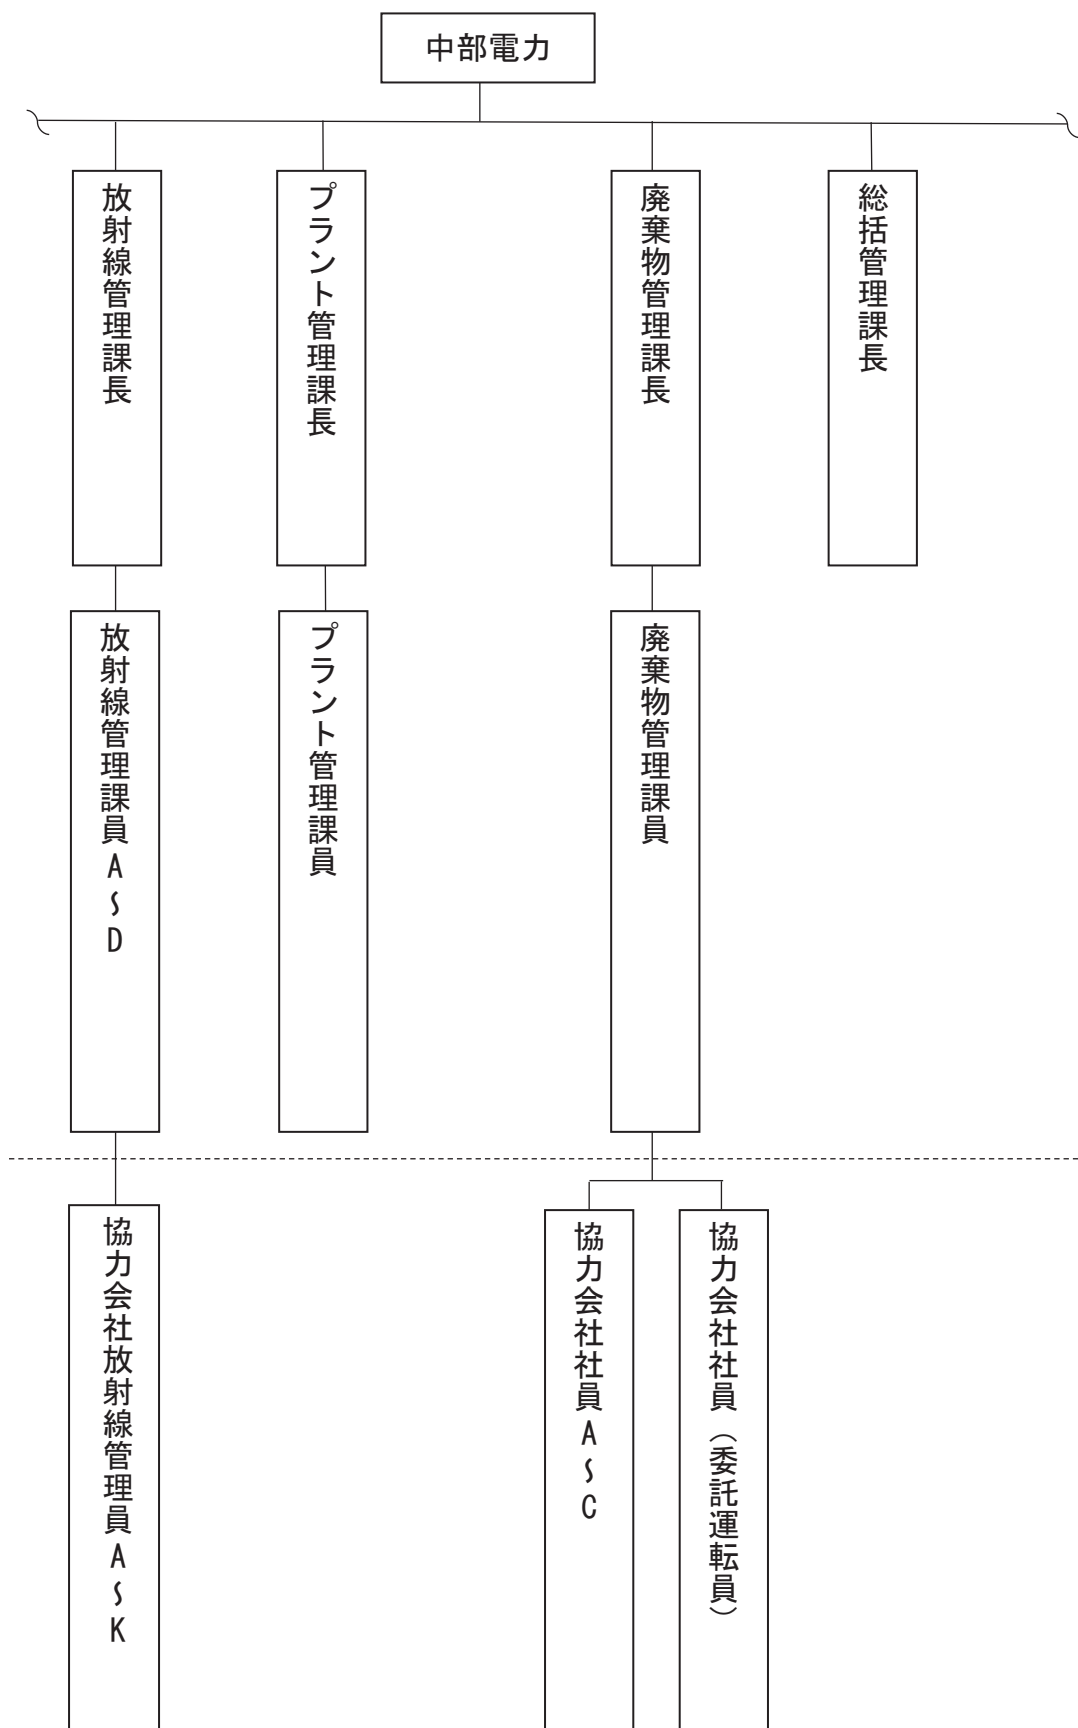 中部電力
放射線管理課長
プラント管理課長
廃棄物管理課長
総括管理課長
放射線管理課員A〜D
プラント管理課員
廃棄物管理課員
協力会社放射線管理員A〜K
協力会社社員A〜C
協力会社社員（委託運転員）